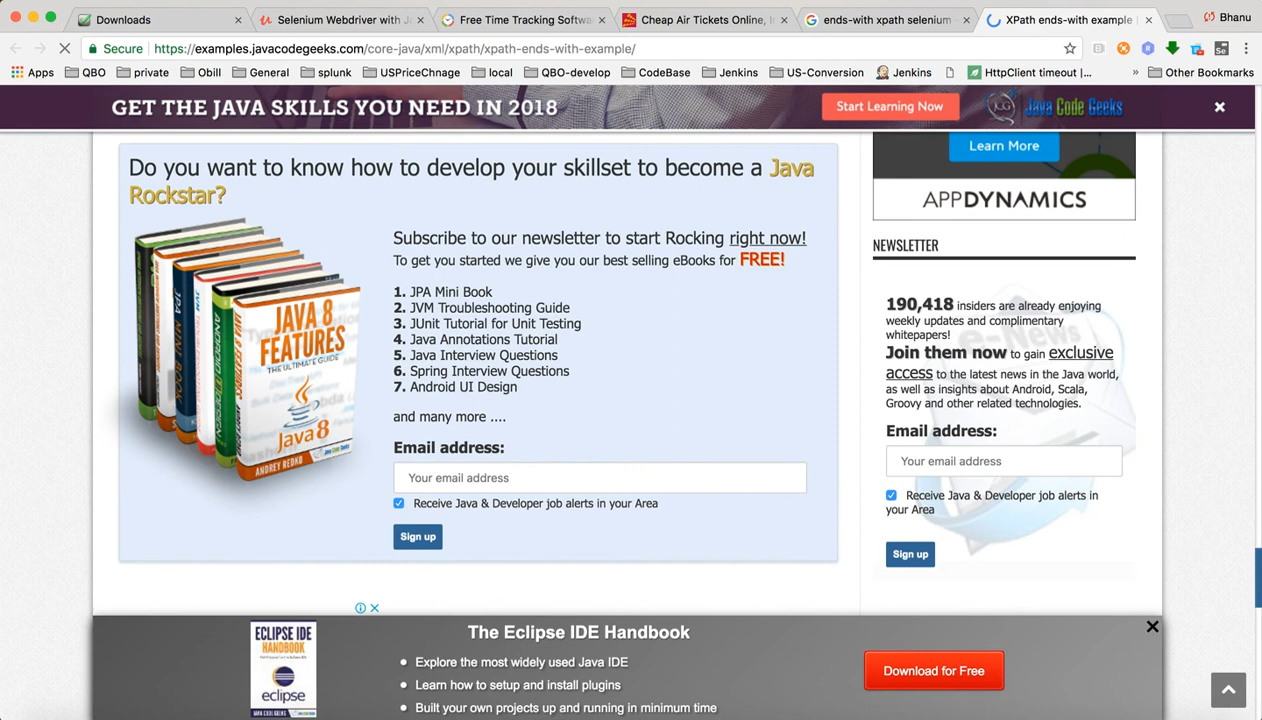 Downloads
Selenium Webdriver with J
Free Time Tracking Softwa
Cheap Air Tickets Online, In
ends-with xpath selenium -
XPath ends-with example |
Bhanu
Secure
https://examples.javacodegeeks.com/core-java/xml/xpath/xpath-ends-with-example/
Apps
QBO
private
Obill
General
splunk
USPriceChnage
local
QBO-develop
CodeBase
Jenkins
US-Conversion
Jenkins
HttpClient timeout |...
»
Other Bookmarks
GET THE JAVA SKILLS YOU NEED IN 2018
Start Learning Now
JCG
Java Code Geeks
Do you want to know how to develop your skillset to become a Java
Rockstar?
JAVA 8
FEATURES
THE ULTIMATE GUIDE
Java 8
ANDREY REDKO
JPA MINI BOOK
Subscribe to our newsletter to start Rocking right now!
To get you started we give you our best selling eBooks for FREE!
1. JPA Mini Book
2. JVM Troubleshooting Guide
3. JUnit Tutorial for Unit Testing
4. Java Annotations Tutorial
5. Java Interview Questions
6. Spring Interview Questions
7. Android UI Design
and many more ....
Email address:
Your email address
Receive Java & Developer job alerts in your Area
Sign up
Learn More
APPDYNAMICS
NEWSLETTER
190,418 insiders are already enjoying
weekly updates and complimentary
whitepapers!
Join them now to gain exclusive
access to the latest news in the Java world,
as well as insights about Android, Scala,
Groovy and other related technologies.
e-News
Email address:
Your email address
Receive Java & Developer job alerts in
your Area
Sign up
ECLIPSE IDE
HANDBOOK
eclipse
JAVA CODE GEEKS
The Eclipse IDE Handbook
Explore the most widely used Java IDE
Learn how to setup and install plugins
Built your own projects up and running in minimum time
Download for Free